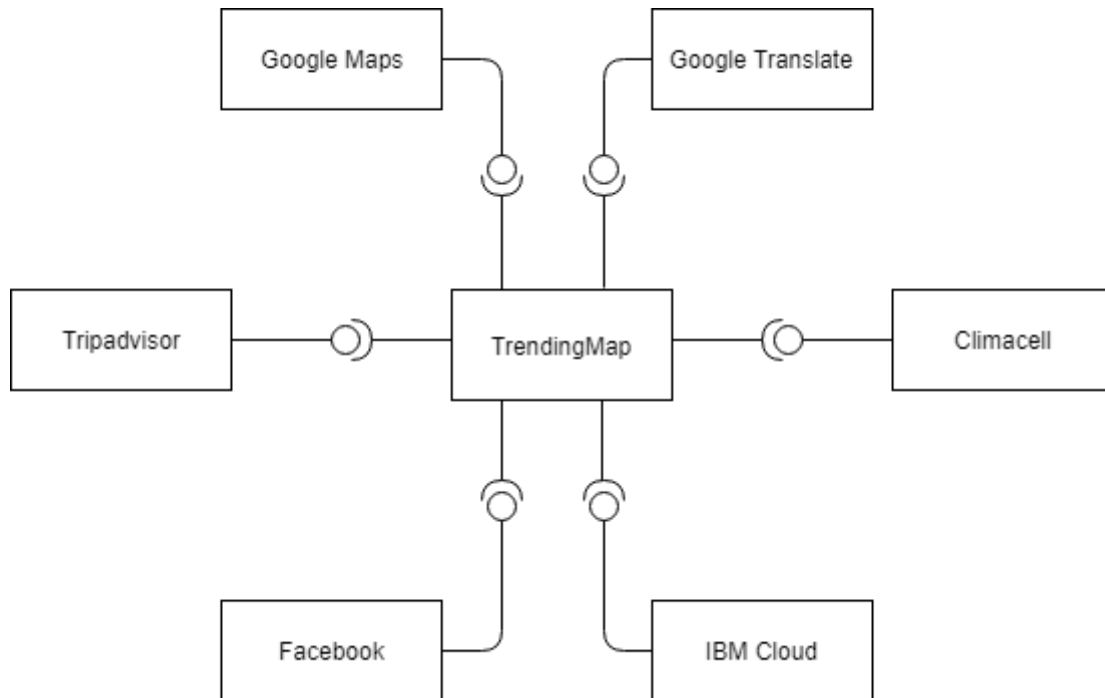 Google Maps
Google Translate
Tripadvisor
TrendingMap
Climacell
Facebook
IBM Cloud